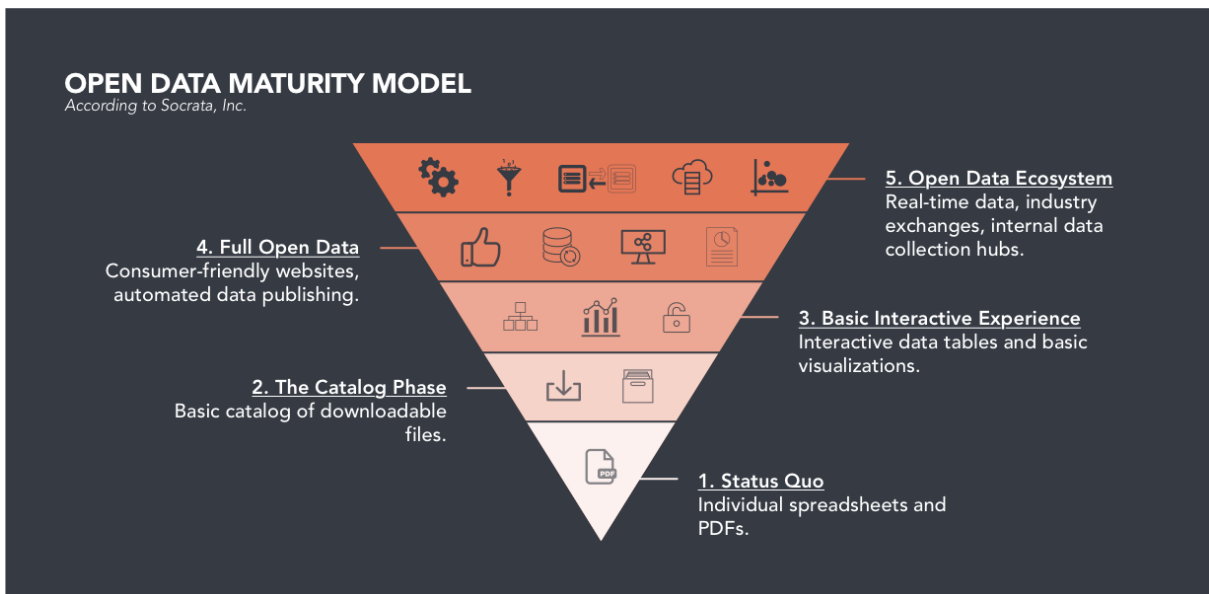 OPEN DATA MATURITY MODEL
According to Socrata, Inc.
5. Open Data Ecosystem
Real-time data, industry
exchanges, internal data
collection hubs.
4. Full Open Data
Consumer-friendly websites,
automated data publishing.
3. Basic Interactive Experience
Interactive data tables and basic
visualizations.
2. The Catalog Phase
Basic catalog of downloadable
files.
PDF
1. Status Quo
Individual spreadsheets and
PDFs.